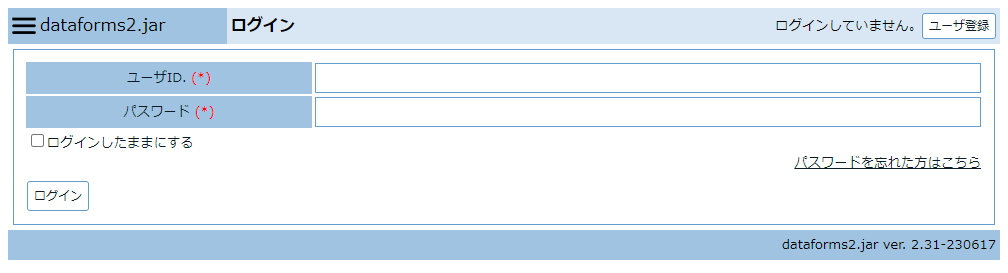 dataforms2.jar ログイン ログインしていません。 ユーザ登録
ユーザID. (*)
パスワード (*)
ログインしたままにする
パスワードを忘れた方はこちら
ログイン
dataforms2.jar ver. 2.31-230617